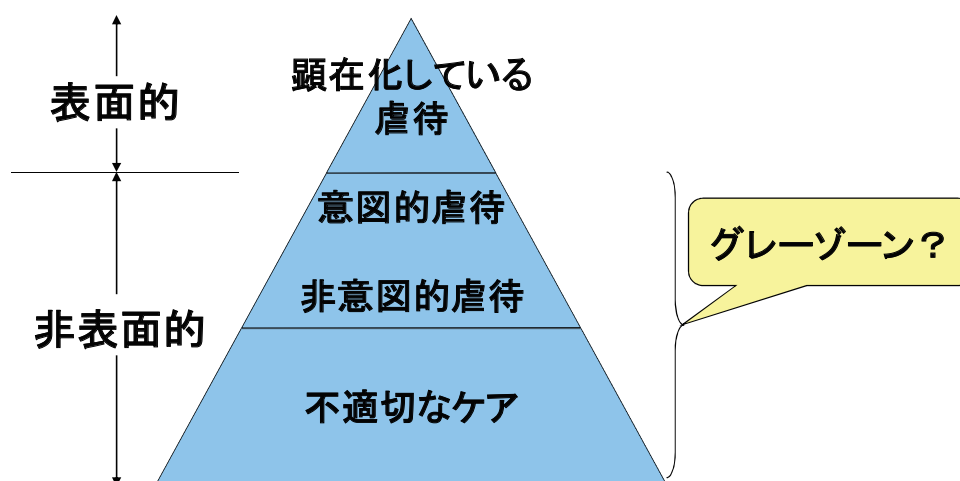 顕在化している
虐待
表面的
意図的虐待
グレーゾーン？
非意図的虐待
非表面的
不適切なケア